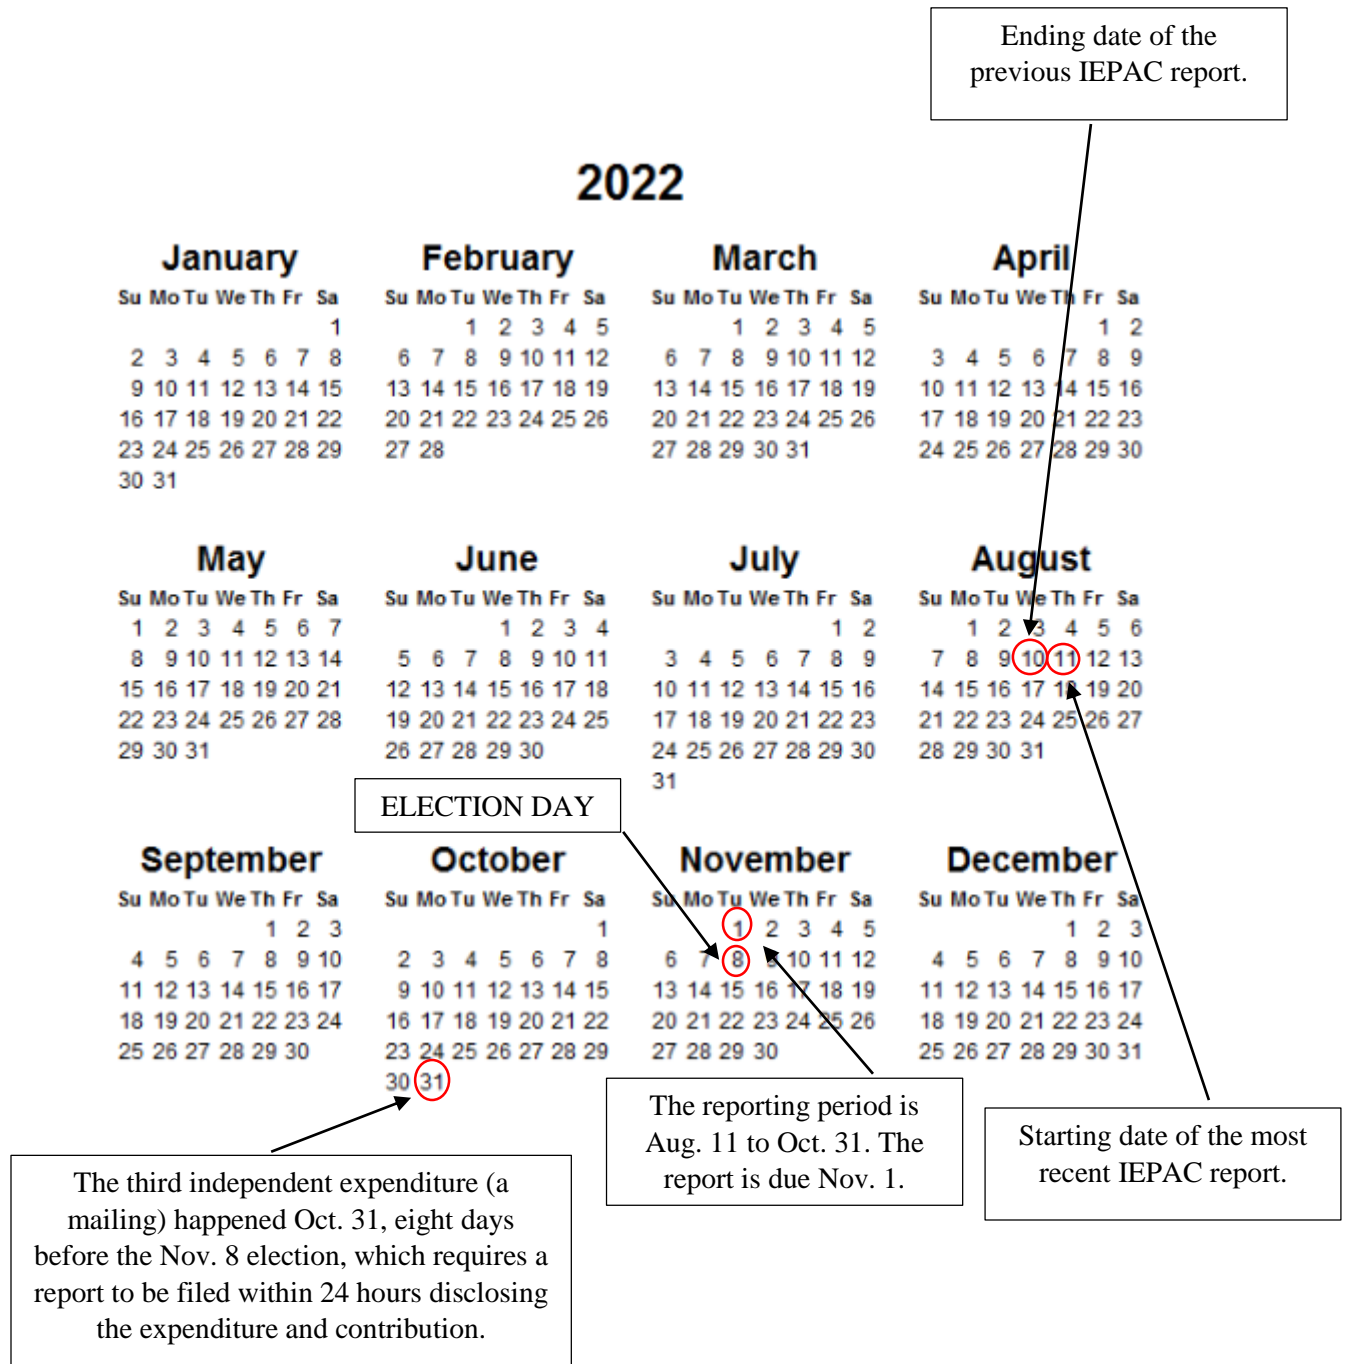 Ending date of the
previous IEPAC report.
2022
January February March April
Su Mo Tu We Th Fr Sa Su Mo Tu We Th Fr Sa Su Mo Tu We Th Fr Sa Su Mo Tu We Th Fr Sa
1 1 2 3 4 5 1 2 3 4 5 1 2
2 3 4 5 6 7 8 6 7 8 9 10 11 12 6 7 8 9 10 11 12 3 4 5 6 7 8 9
9 10 11 12 13 14 15 13 14 15 16 17 18 19 13 14 15 16 17 18 19 10 11 12 13 14 15 16
16 17 18 19 20 21 22 20 21 22 23 24 25 26 20 21 22 23 24 25 26 17 18 19 20 21 22 23
23 24 25 26 27 28 29 27 28 27 28 29 30 31 24 25 26 27 28 29 30
30 31
May June July August
Su Mo Tu We Th Fr Sa Su Mo Tu We Th Fr Sa Su Mo Tu We Th Fr Sa Su Mo Tu We Th Fr Sa
1 2 3 4 5 6 7 1 2 3 4 1 2 1 2 3 4 5 6
8 9 10 11 12 13 14 5 6 7 8 9 10 11 3 4 5 6 7 8 9 7 8 9 10 11 12 13
15 16 17 18 19 20 21 12 13 14 15 16 17 18 10 11 12 13 14 15 16 14 15 16 17 18 19 20
22 23 24 25 26 27 28 19 20 21 22 23 24 25 17 18 19 20 21 22 23 21 22 23 24 25 26 27
29 30 31 26 27 28 29 30 24 25 26 27 28 29 30 28 29 30 31
31
ELECTION DAY
September October November December
Su Mo Tu We Th Fr Sa Su Mo Tu We Th Fr Sa Su Mo Tu We Th Fr Sa Su Mo Tu We Th Fr Sa
1 2 3 1 1 2 3 4 5 1 2 3
4 5 6 7 8 9 10 2 3 4 5 6 7 8 6 7 8 9 10 11 12 4 5 6 7 8 9 10
11 12 13 14 15 16 17 9 10 11 12 13 14 15 13 14 15 16 17 18 19 11 12 13 14 15 16 17
18 19 20 21 22 23 24 16 17 18 19 20 21 22 20 21 22 23 24 25 26 18 19 20 21 22 23 24
25 26 27 28 29 30 23 24 25 26 27 28 29 27 28 29 30 25 26 27 28 29 30 31
30 31
The reporting period is
Aug. 11 to Oct. 31. The
report is due Nov. 1.
Starting date of the most
recent IEPAC report.
The third independent expenditure (a
mailing) happened Oct. 31, eight days
before the Nov. 8 election, which requires a
report to be filed within 24 hours disclosing
the expenditure and contribution.